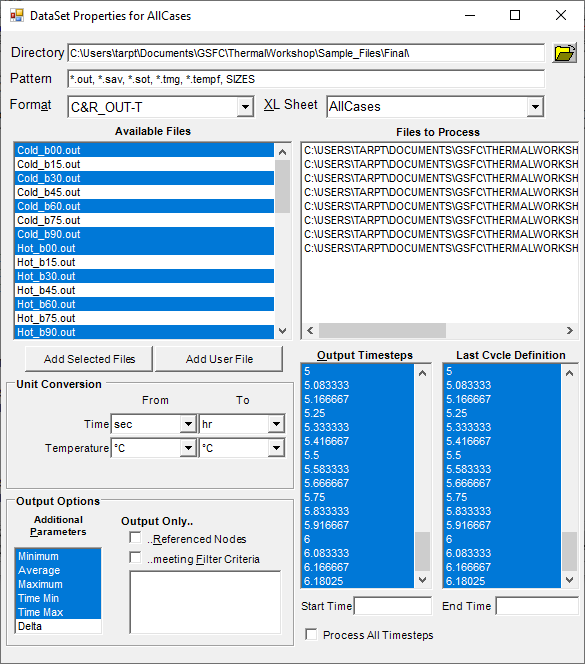 DataSet Properties for AllCases
Directory C:\Users\tarpt\Documents\GSFC\ThermalWorkshop\Sample_Files\Final\
Pattern *.out, *.sav, *.sot, *.tmg, *.tempf, SIZES
Format C&R_OUT-T XL Sheet AllCases
Available Files
Cold_b00.out
Cold_b15.out
Cold_b30.out
Cold_b45.out
Cold_b60.out
Cold_b75.out
Cold_b90.out
Hot_b00.out
Hot_b15.out
Hot_b30.out
Hot_b45.out
Hot_b60.out
Hot_b75.out
Hot_b90.out
Files to Process
C:\USERS\TARPT\DOCUMENTS\GSFC\THERMALWORKSH
C:\USERS\TARPT\DOCUMENTS\GSFC\THERMALWORKSH
C:\USERS\TARPT\DOCUMENTS\GSFC\THERMALWORKSH
C:\USERS\TARPT\DOCUMENTS\GSFC\THERMALWORKSH
C:\USERS\TARPT\DOCUMENTS\GSFC\THERMALWORKSH
C:\USERS\TARPT\DOCUMENTS\GSFC\THERMALWORKSH
C:\USERS\TARPT\DOCUMENTS\GSFC\THERMALWORKSH
C:\USERS\TARPT\DOCUMENTS\GSFC\THERMALWORKSH
Add Selected Files Add User File
Unit Conversion
From To
Time sec hr
Temperature °C °C
Output Options
Additional
Parameters
Minimum
Average
Maximum
Time Min
Time Max
Delta
Output Only..
..Referenced Nodes
..meeting Filter Criteria
Output Timesteps
5
5.083333
5.166667
5.25
5.333333
5.416667
5.5
5.583333
5.666667
5.75
5.833333
5.916667
6
6.083333
6.166667
6.18025
Last Cycle Definition
5
5.083333
5.166667
5.25
5.333333
5.416667
5.5
5.583333
5.666667
5.75
5.833333
5.916667
6
6.083333
6.166667
6.18025
Start Time End Time
Process All Timesteps